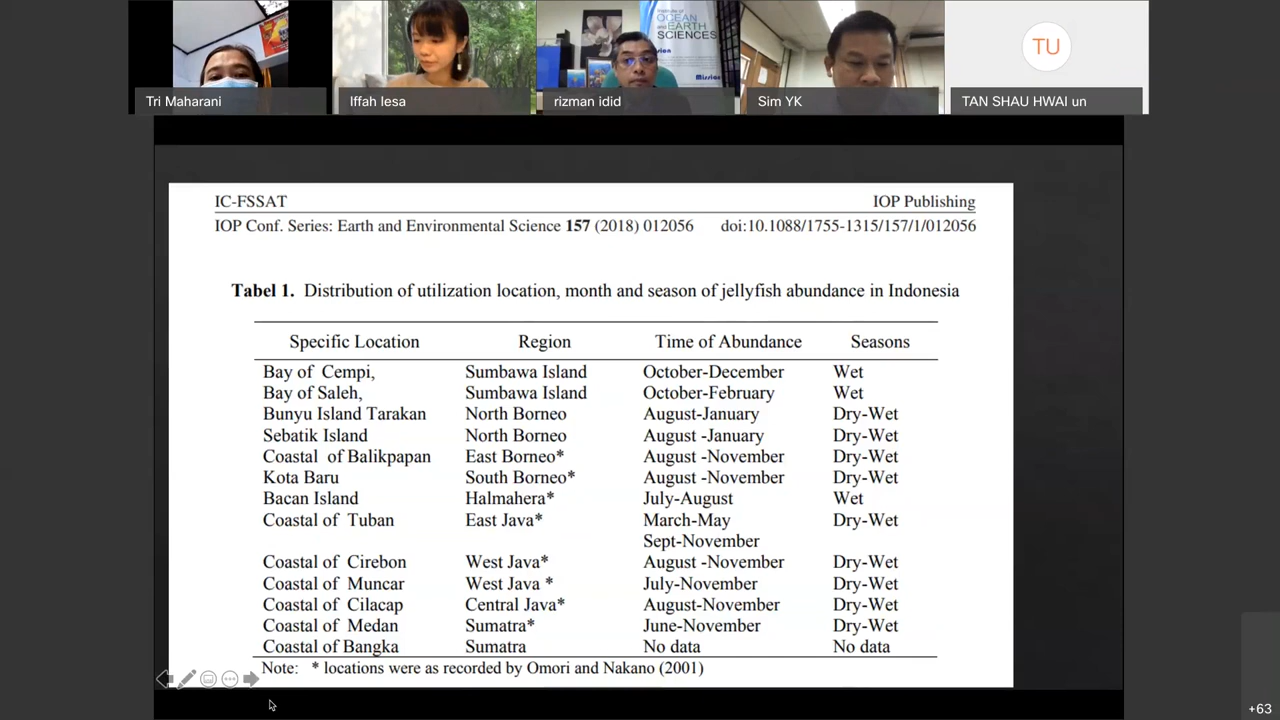 Institute of
OCEAN
and EARTH
SCIENCES
Mission
TU
Tri Maharani
Iffah Iesa
rizman idid
Sim YK
TAN SHAU HWAI un
IC-FSSAT IOP Publishing
IOP Conf. Series: Earth and Environmental Science 157 (2018) 012056 doi:10.1088/1755-1315/157/1/012056
Tabel 1. Distribution of utilization location, month and season of jellyfish abundance in Indonesia
Specific Location Region Time of Abundance Seasons
Bay of Cempi, Sumbawa Island October-December Wet
Bay of Saleh, Sumbawa Island October-February Wet
Bunyu Island Tarakan North Borneo August-January Dry-Wet
Sebatik Island North Borneo August -January Dry-Wet
Coastal of Balikpapan East Borneo* August -November Dry-Wet
Kota Baru South Borneo* August -November Dry-Wet
Bacan Island Halmahera* July-August Wet
Coastal of Tuban East Java* March-May Dry-Wet
Sept-November
Coastal of Cirebon West Java* August -November Dry-Wet
Coastal of Muncar West Java * July-November Dry-Wet
Coastal of Cilacap Central Java* August-November Dry-Wet
Coastal of Medan Sumatra* June-November Dry-Wet
Coastal of Bangka Sumatra No data No data
Note: * locations were as recorded by Omori and Nakano (2001)
+63